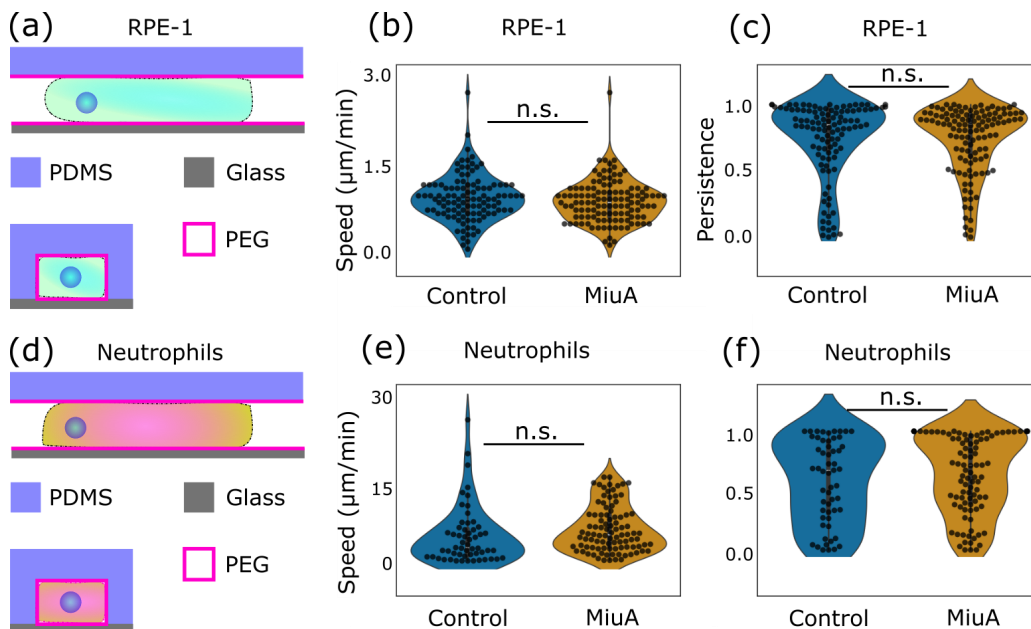 (a) RPE-1
PDMS Glass
PEG
(b) RPE-1
Speed (µm/min)
3.0
1.5
0.0
n.s.
Control MiuA
(c) RPE-1
Persistence
1.0
0.5
0.0
n.s.
Control MiuA
(d) Neutrophils
PDMS Glass
PEG
(e) Neutrophils
Speed (µm/min)
30
15
0
n.s.
Control MiuA
(f) Neutrophils
1.0
0.5
0.0
n.s.
Control MiuA